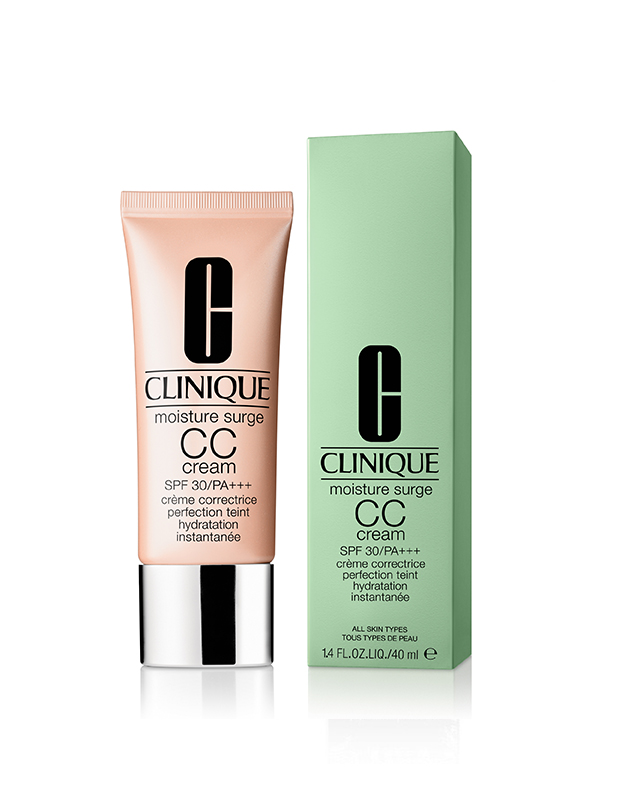 C
CLINIQUE
moisture surge
CC
cream
SPF 30/PA+++
crème correctrice
perfection teint
hydratation
instantanée
C
CLINIQUE
moisture surge
CC
cream
SPF 30/PA+++
crème correctrice
perfection teint
hydratation
instantanée
ALL SKIN TYPES
TOUS TYPES DE PEAU
1.4 FL.OZ.LIQ./40 ml ℮